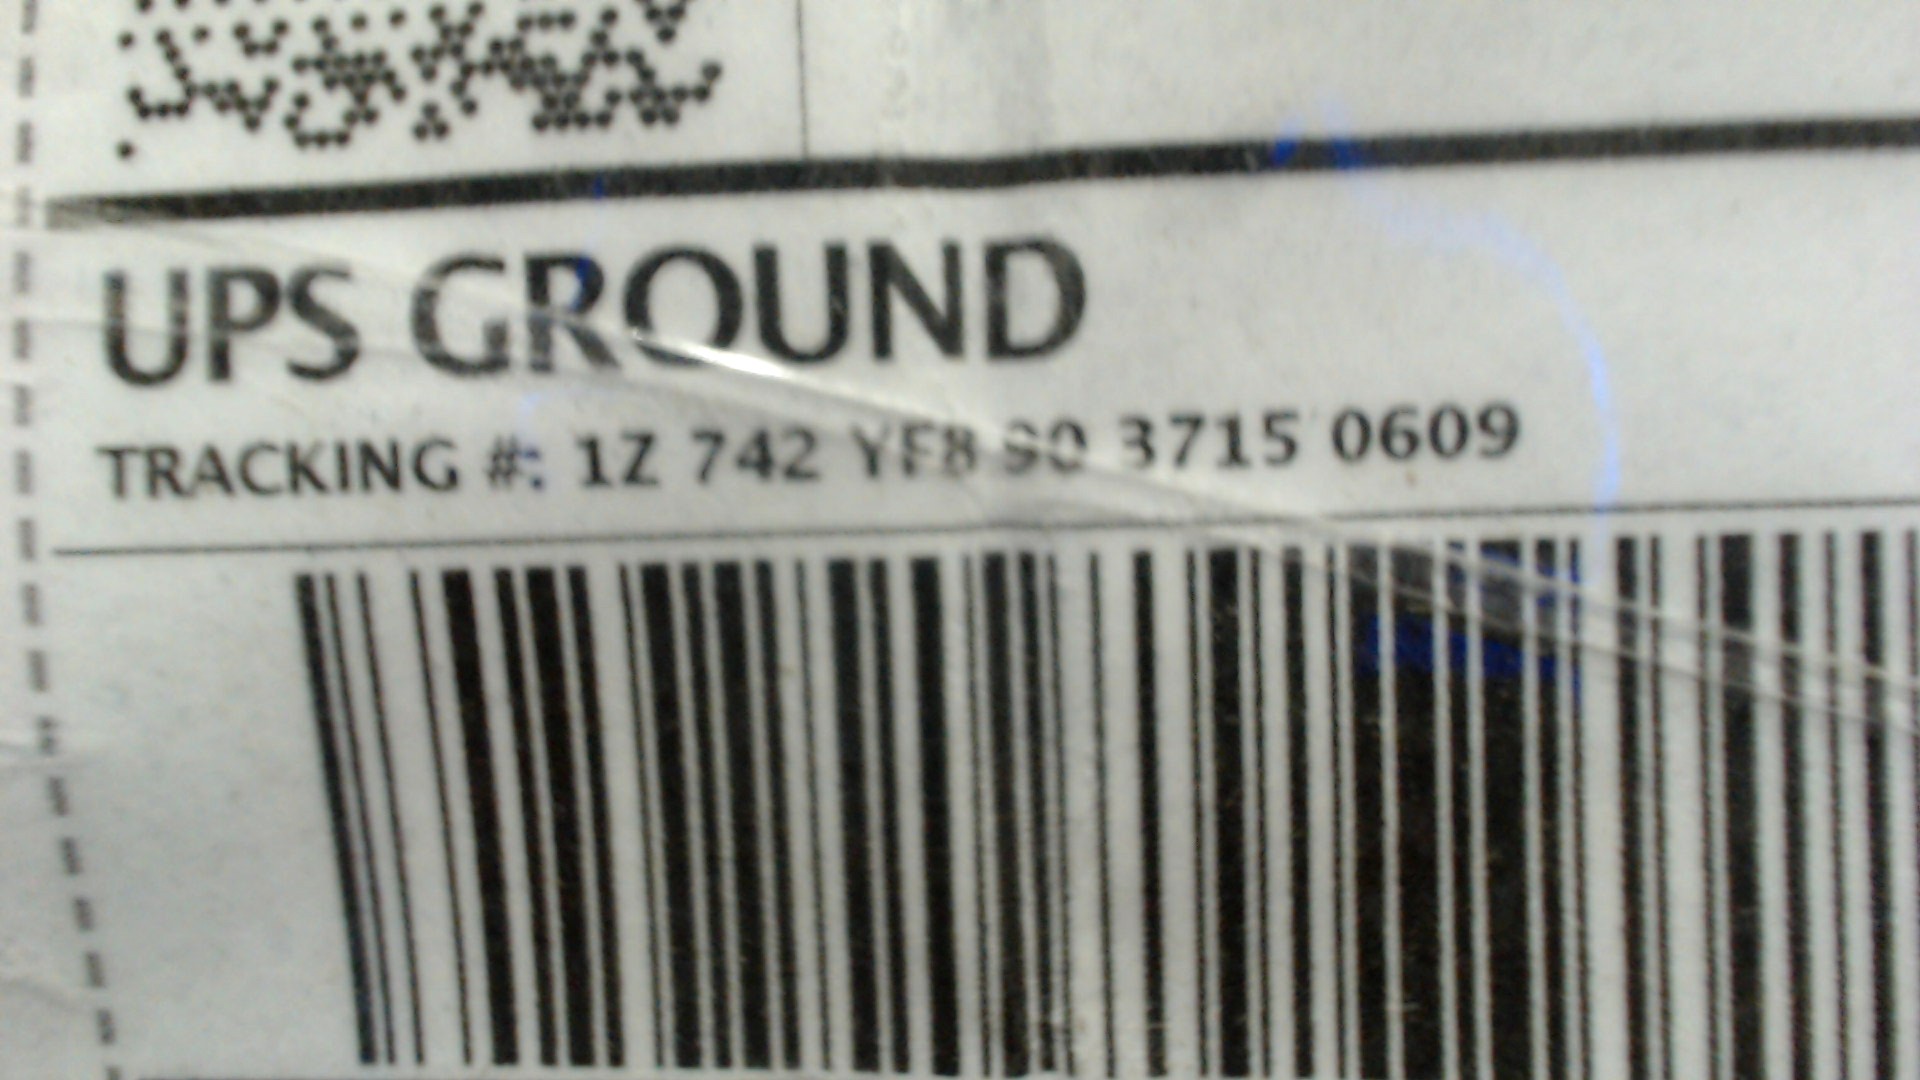 UPS GROUND
TRACKING #: 1Z 742 YF8 90 3715 0609